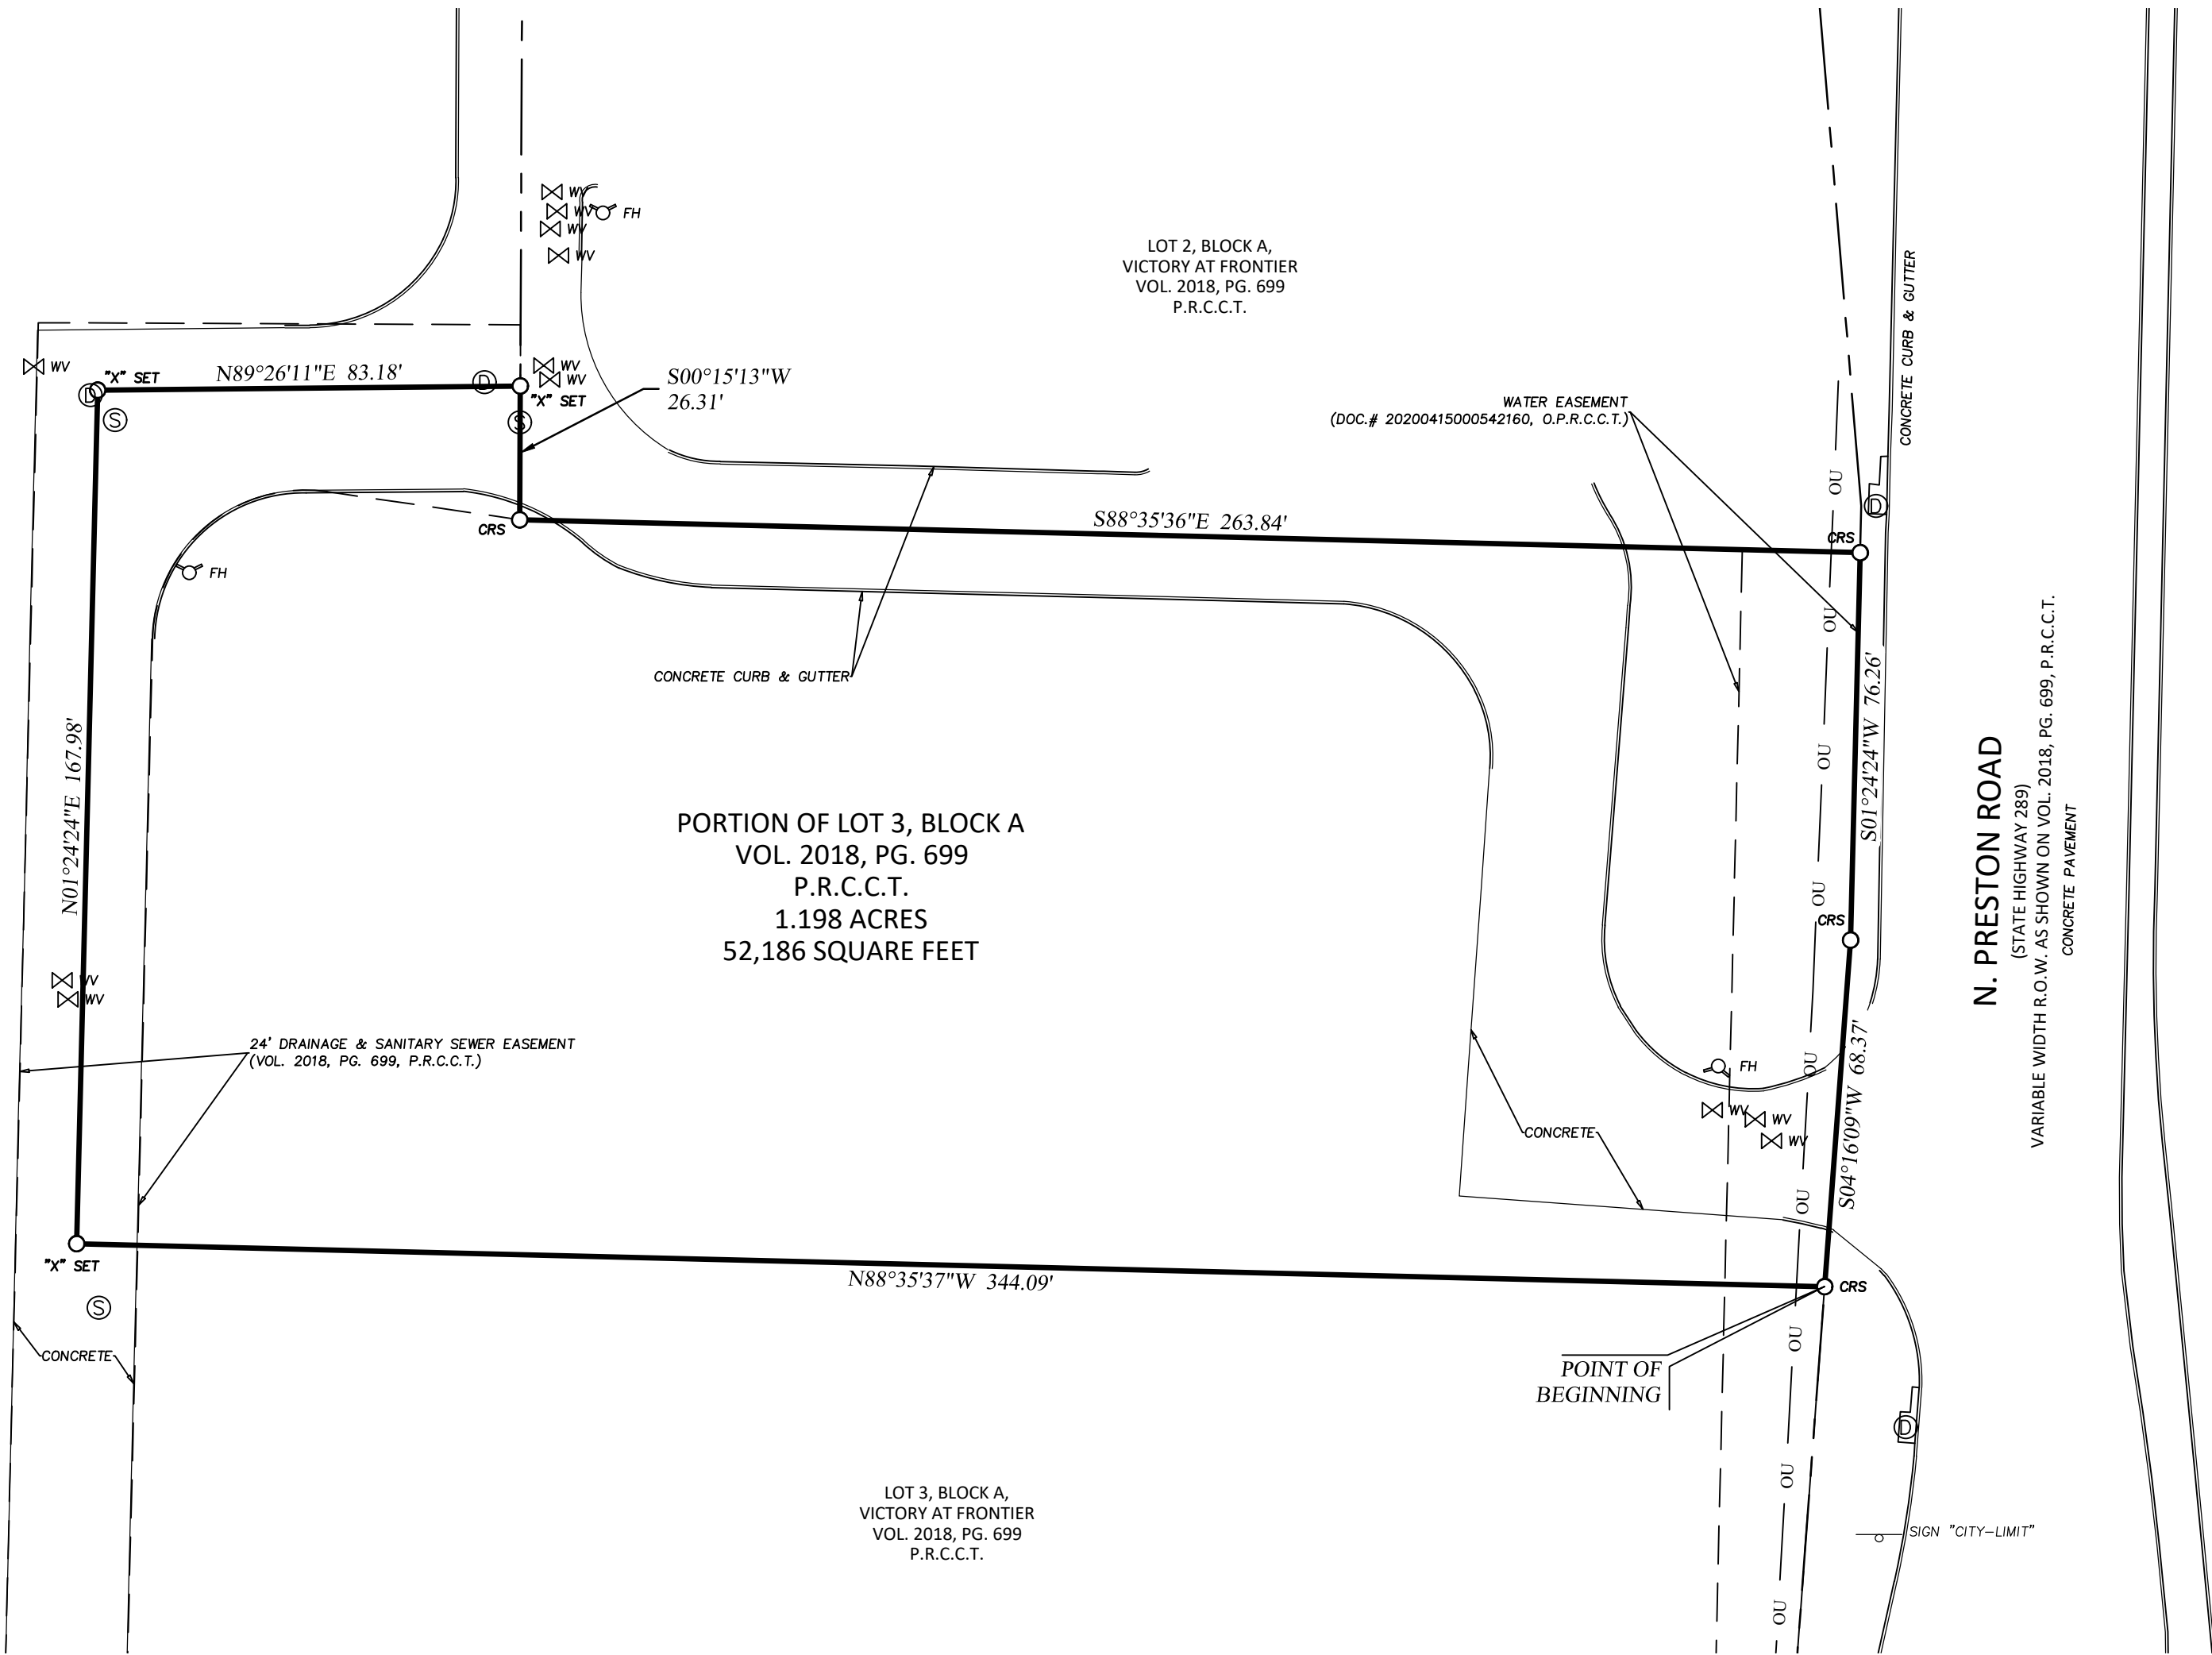 WV
WV
WV
WV
FH
LOT 2, BLOCK A,
VICTORY AT FRONTIER
VOL. 2018, PG. 699
P.R.C.C.T.
CONCRETE CURB & GUTTER
WV
D
"X" SET
N89°26'11"E 83.18'
D
WV
WV
"X" SET
S00°15'13"W
26.31'
S
S
WATER EASEMENT
(DOC.# 20200415000542160, O.P.R.C.C.T.)
OU
D
CRS
S88°35'36"E 263.84'
CRS
FH
OU
CONCRETE CURB & GUTTER
S01°24'24"W 76.26'
N01°24'24"E 167.98'
OU
N. PRESTON ROAD
(STATE HIGHWAY 289)
VARIABLE WIDTH R.O.W. AS SHOWN ON VOL. 2018, PG. 699, P.R.C.C.T.
CONCRETE PAVEMENT
PORTION OF LOT 3, BLOCK A
VOL. 2018, PG. 699
P.R.C.C.T.
1.198 ACRES
52,186 SQUARE FEET
OU
CRS
WV
WV
24' DRAINAGE & SANITARY SEWER EASEMENT
(VOL. 2018, PG. 699, P.R.C.C.T.)
FH
OU
S04°16'09"W 68.37'
WV
WV
WV
CONCRETE
OU
"X" SET
N88°35'37"W 344.09'
CRS
S
CONCRETE
OU
POINT OF
BEGINNING
D
OU
LOT 3, BLOCK A,
VICTORY AT FRONTIER
VOL. 2018, PG. 699
P.R.C.C.T.
SIGN "CITY-LIMIT"
OU